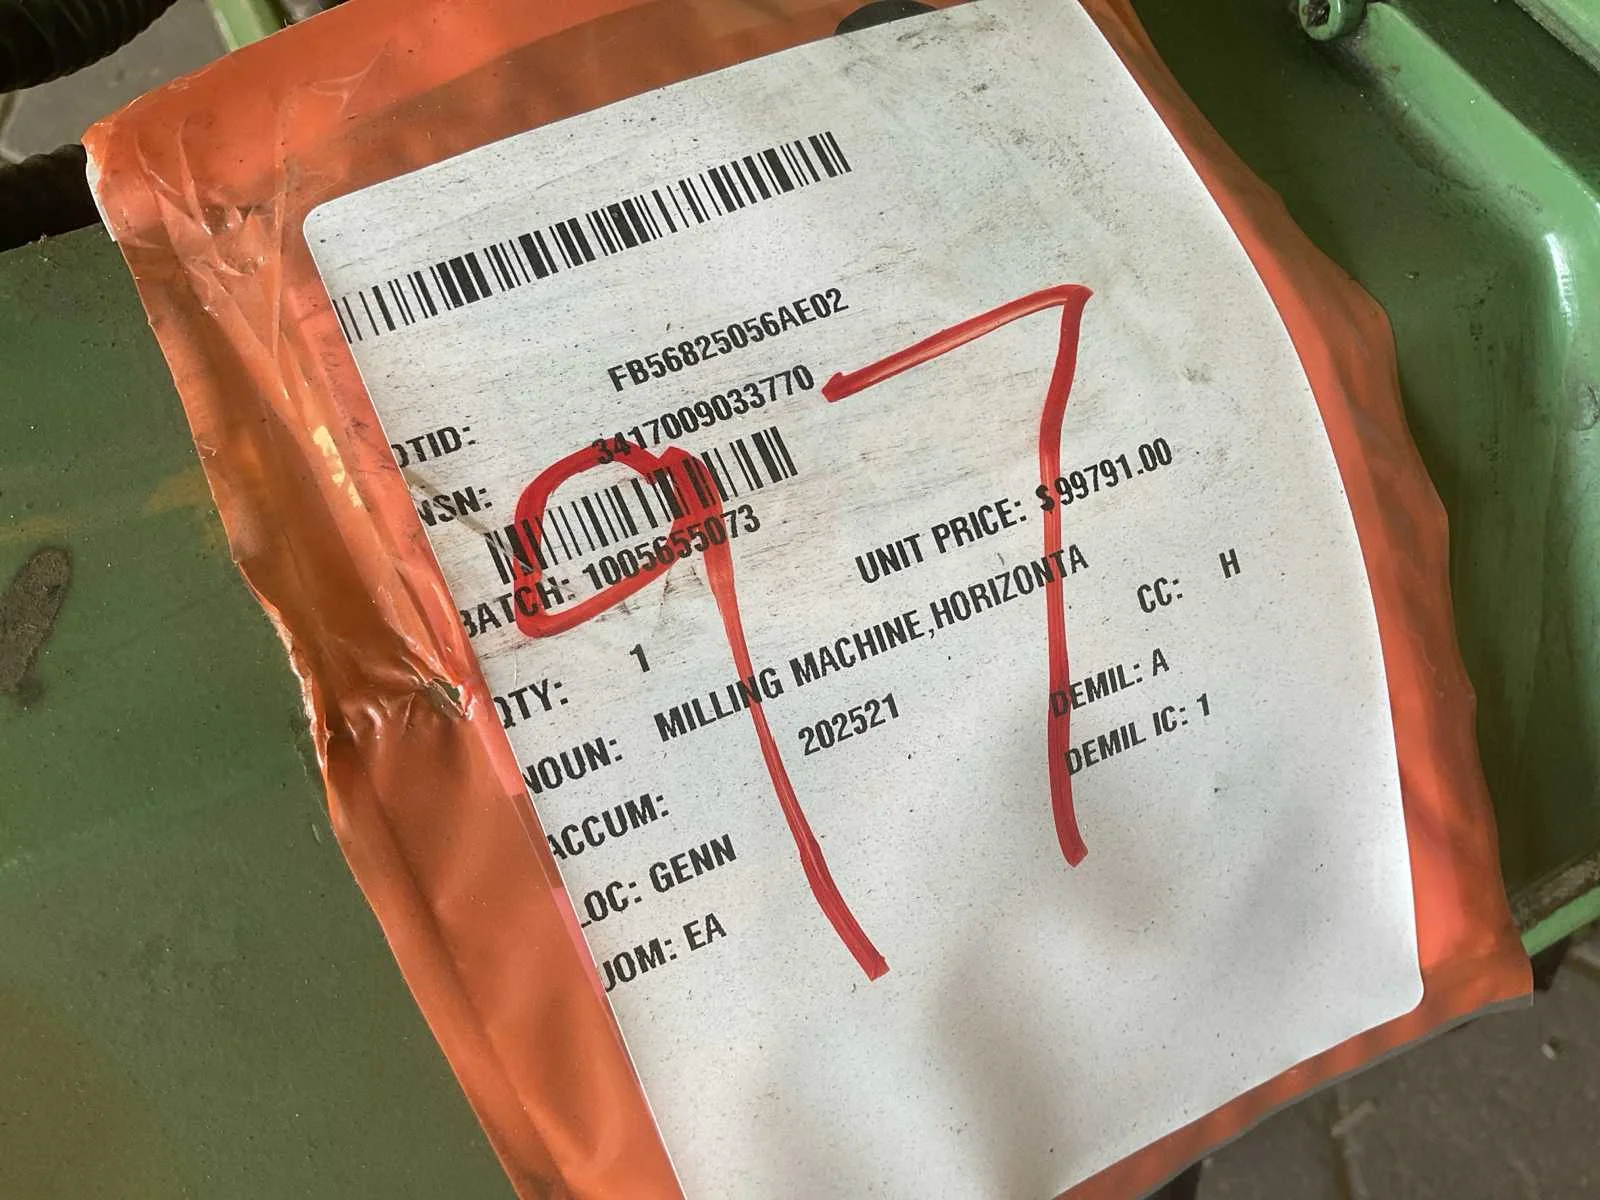 DTID: FB56825056AE02
NSN: 3417009033770
BATCH: 1005655073
UNIT PRICE: $99791.00
QTY: 1
NOUN: MILLING MACHINE,HORIZONTA
CC: H
ACCUM: 202521
DEMIL: A
LOC: GENN
DEMIL IC: 1
UOM: EA
97